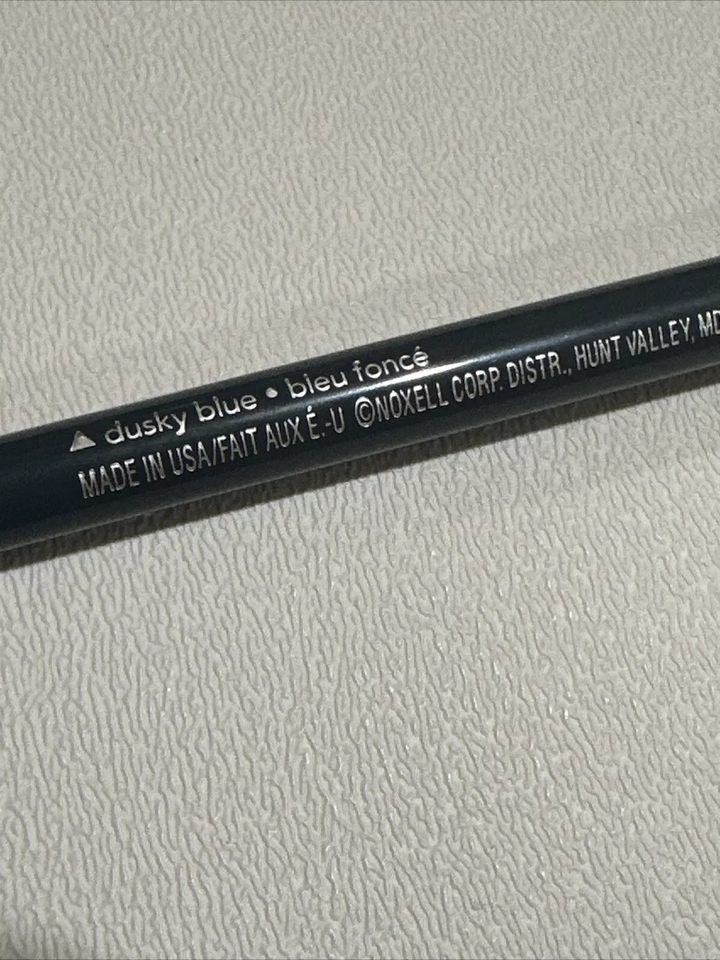 ▲ dusky blue • bleu foncé
MADE IN USA/FAIT AUX É.-U ©NOXELL CORP. DISTR., HUNT VALLEY, MD